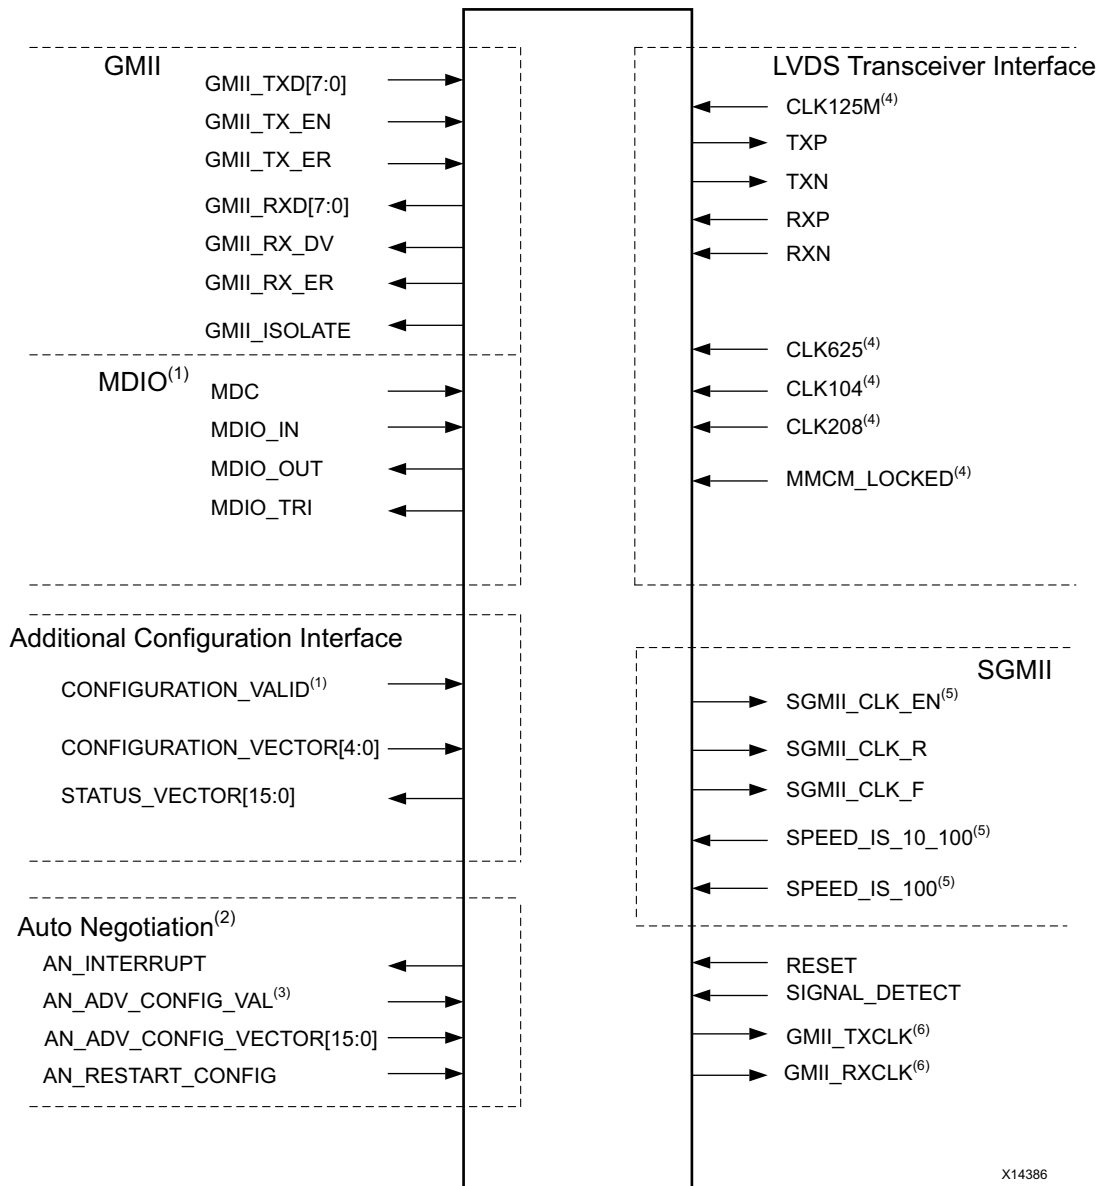 GMII
GMII_TXD[7:0]
GMII_TX_EN
GMII_TX_ER
GMII_RXD[7:0]
GMII_RX_DV
GMII_RX_ER
GMII_ISOLATE
MDIO(1)
MDC
MDIO_IN
MDIO_OUT
MDIO_TRI
Additional Configuration Interface
CONFIGURATION_VALID(1)
CONFIGURATION_VECTOR[4:0]
STATUS_VECTOR[15:0]
Auto Negotiation(2)
AN_INTERRUPT
AN_ADV_CONFIG_VAL(3)
AN_ADV_CONFIG_VECTOR[15:0]
AN_RESTART_CONFIG
LVDS Transceiver Interface
CLK125M(4)
TXP
TXN
RXP
RXN
CLK625(4)
CLK104(4)
CLK208(4)
MMCM_LOCKED(4)
SGMII
SGMII_CLK_EN(5)
SGMII_CLK_R
SGMII_CLK_F
SPEED_IS_10_100(5)
SPEED_IS_100(5)
RESET
SIGNAL_DETECT
GMII_TXCLK(6)
GMII_RXCLK(6)
X14386